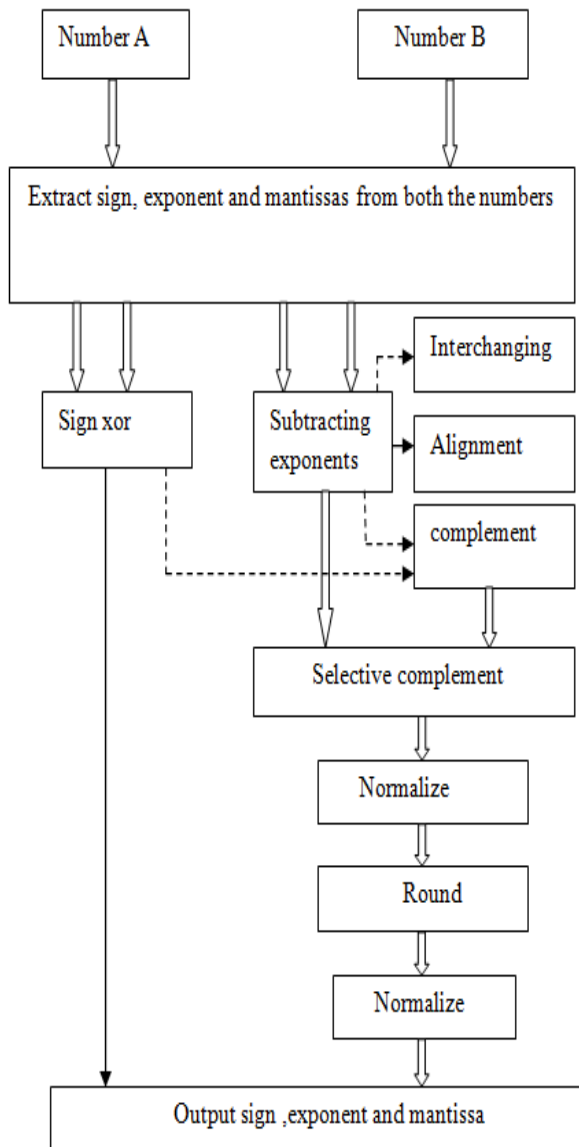 Number A
Number B
Extract sign, exponent and mantissas from both the numbers
Interchanging
Sign xor
Subtracting
exponents
Alignment
complement
Selective complement
Normalize
Round
Normalize
Output sign ,exponent and mantissa